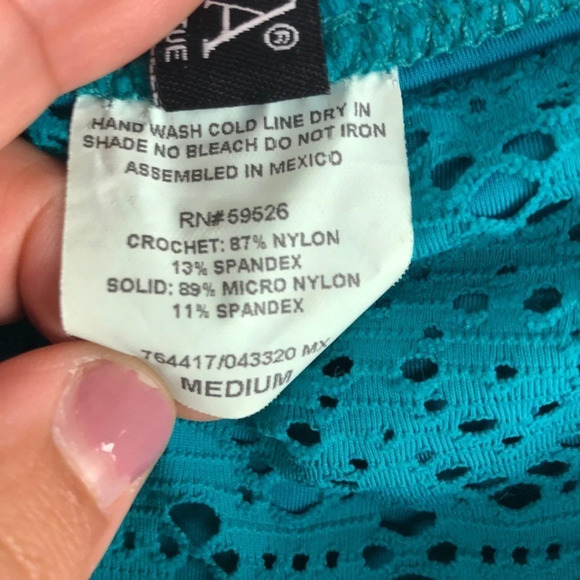 HAND WASH COLD LINE DRY IN
SHADE NO BLEACH DO NOT IRON
ASSEMBLED IN MEXICO
RN#59526
CROCHET: 87% NYLON
13% SPANDEX
SOLID: 89% MICRO NYLON
11% SPANDEX
764417/043320 MX
MEDIUM